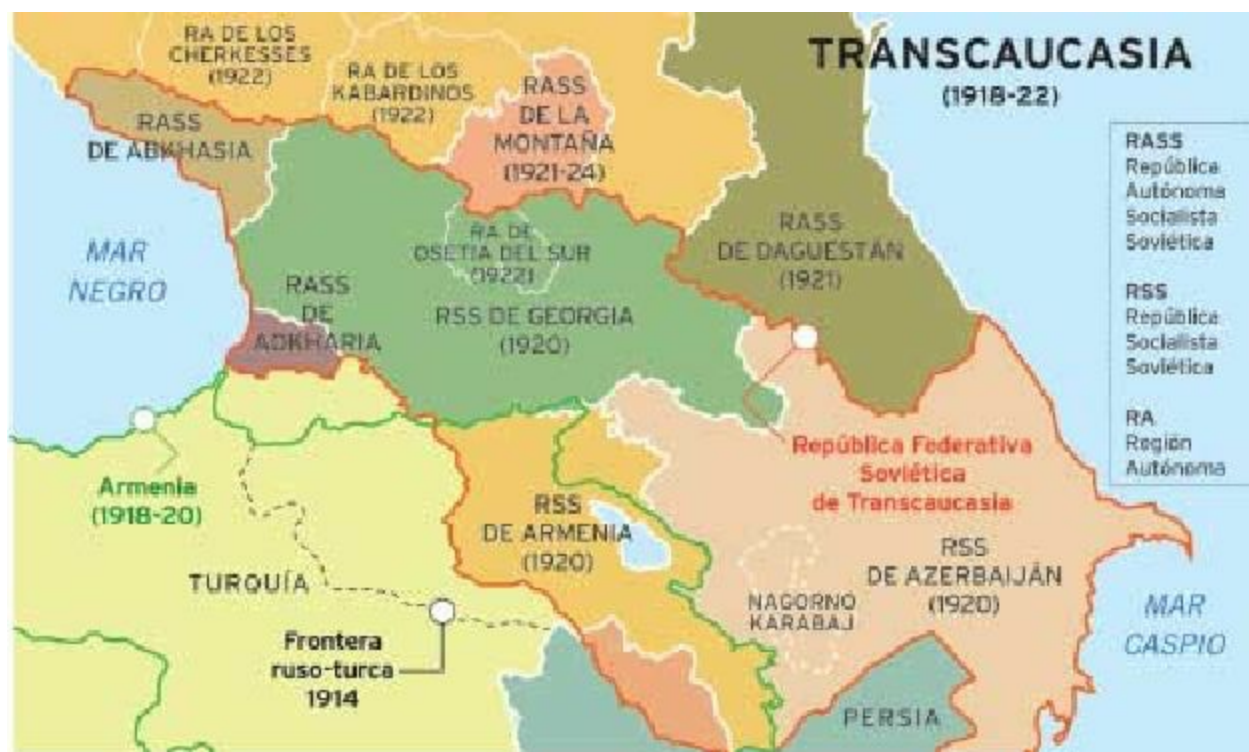 TRANSCAUCASIA
(1918-22)
RA DE LOS
CHERKESSES
(1922)
RA DE LOS
KABARDINOS
(1922)
RASS
DE LA
MONTAÑA
(1921-24)
RASS
DE ABKHASIA
MAR
NEGRO
RA DE
OSETIA DEL SUR
(1922)
RASS
DE DAGUESTÁN
(1921)
RASS
DE
ADKHARIA
RSS DE GEORGIA
(1920)
Armenia
(1918-20)
República Federativa
Soviética
de Transcaucasia
RSS
DE ARMENIA
(1920)
RSS
DE AZERBAIJÁN
(1920)
TURQUÍA
NAGORNO
KARABAJ
Frontera
ruso-turca
1914
MAR
CASPIO
PERSIA
RASS
República
Autónoma
Socialista
Soviética
RSS
República
Socialista
Soviética
RA
Región
Autónoma